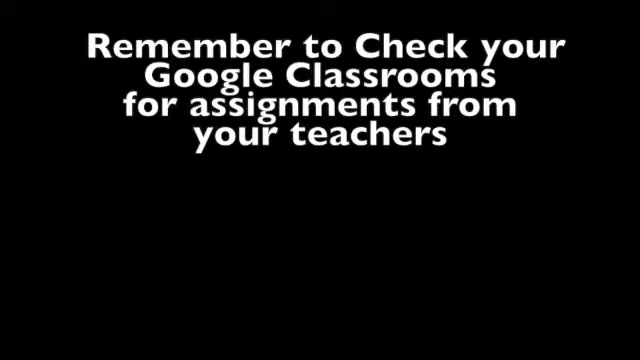 Remember to Check your
Google Classrooms
for assignments from
your teachers